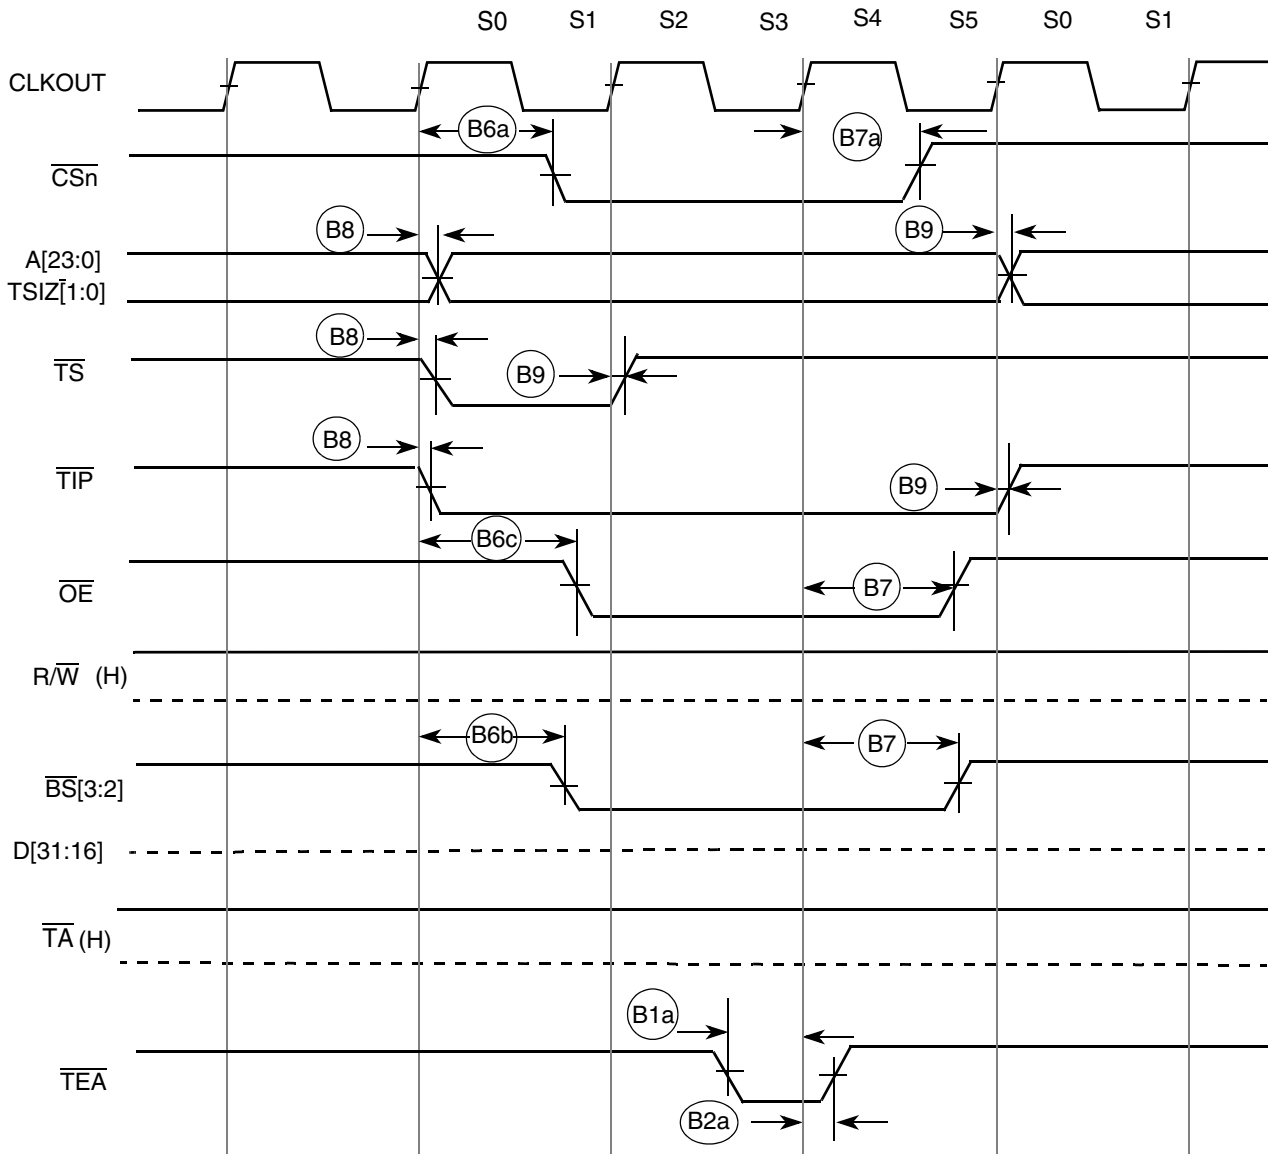 S0 S1 S2 S3 S4 S5 S0 S1
CLKOUT
B6a
B7a
CSn
B8
B9
A[23:0]
TSIZ[1:0]
B8
TS
B9
B8
TIP
B9
B6c
OE
B7
R/W (H)
B6b
B7
BS[3:2]
D[31:16]
TA (H)
B1a
TEA
B2a